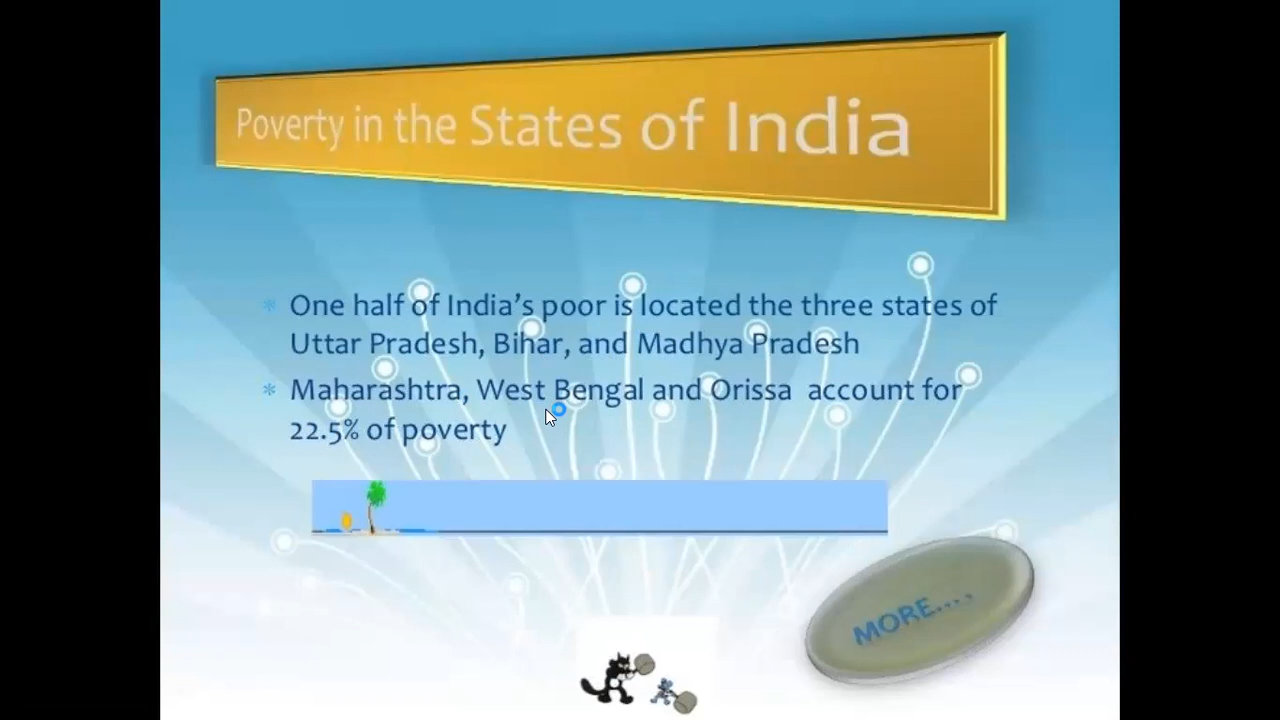 Poverty in the States of India
One half of India's poor is located the three states of
Uttar Pradesh, Bihar, and Madhya Pradesh
Maharashtra, West Bengal and Orissa  account for
22.5% of poverty
MORE....